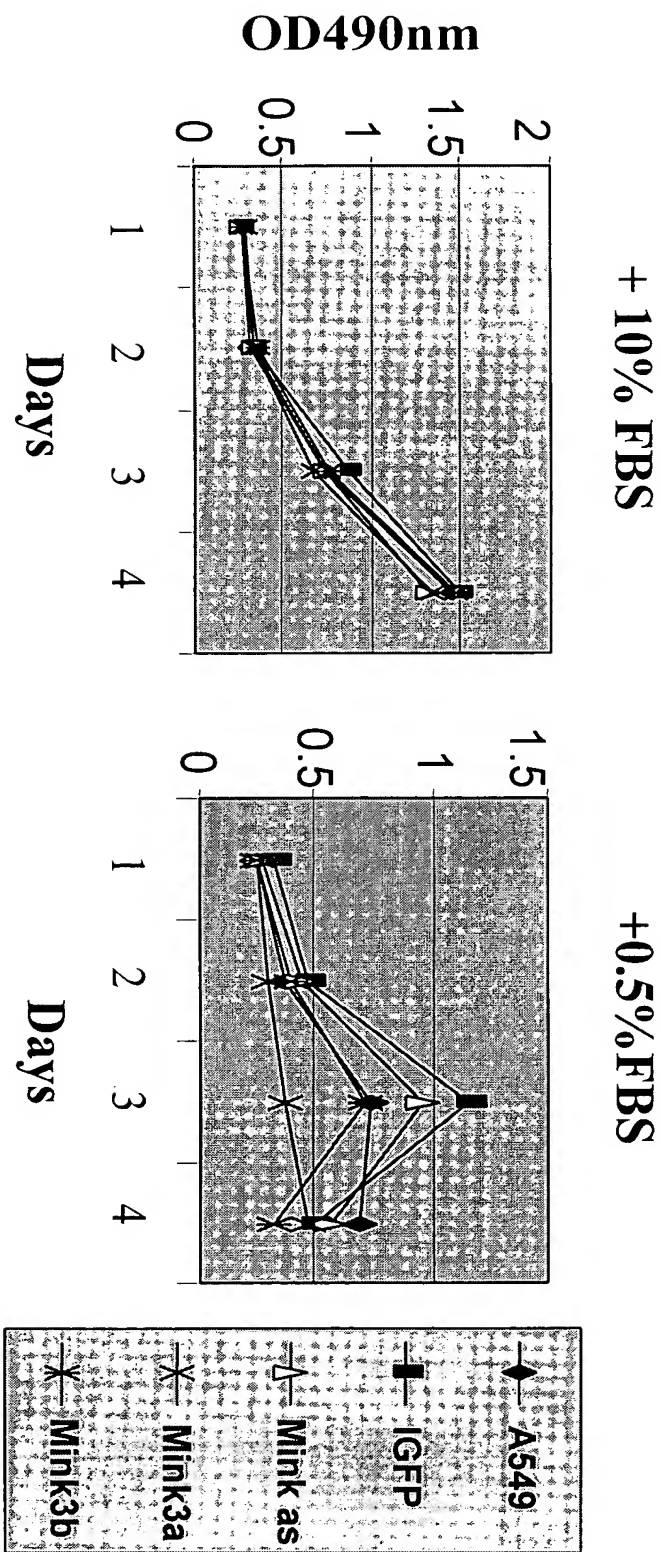 OD490nm
+ 10% FBS
2
1.5
1
0.5
0
1 2 3 4
Days
+0.5%FBS
1.5
1
0.5
0
1 2 3 4
Days
A549
IGFP
Mink as
Mink3a
Mink3b